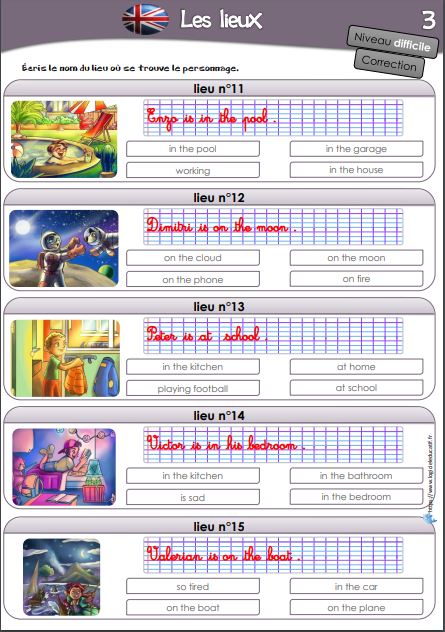 Les lieux
3
Niveau difficile
Correction
Écris le nom du lieu où se trouve le personnage.
lieu n°11
Enzo is in the pool .
in the pool
in the garage
working
in the house
lieu n°12
Dimitri is on the moon .
on the cloud
on the moon
on the phone
on fire
lieu n°13
Peter is at school .
in the kitchen
at home
playing football
at school
lieu n°14
Victor is in his bedroom .
in the kitchen
in the bathroom
is sad
in the bedroom
lieu n°15
Valerian is on the boat .
so tired
in the car
on the boat
on the plane